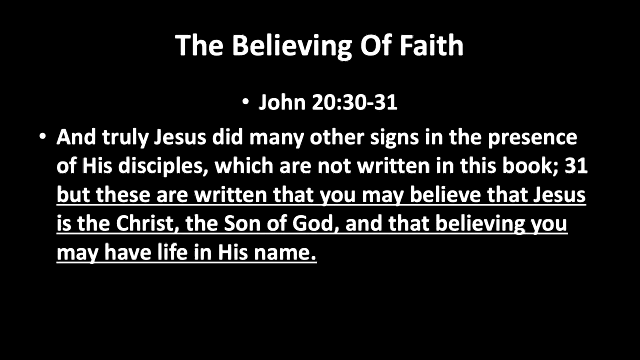 The Believing Of Faith
• John 20:30-31
• And truly Jesus did many other signs in the presence
of His disciples, which are not written in this book; 31
but these are written that you may believe that Jesus
is the Christ, the Son of God, and that believing you
may have life in His name.